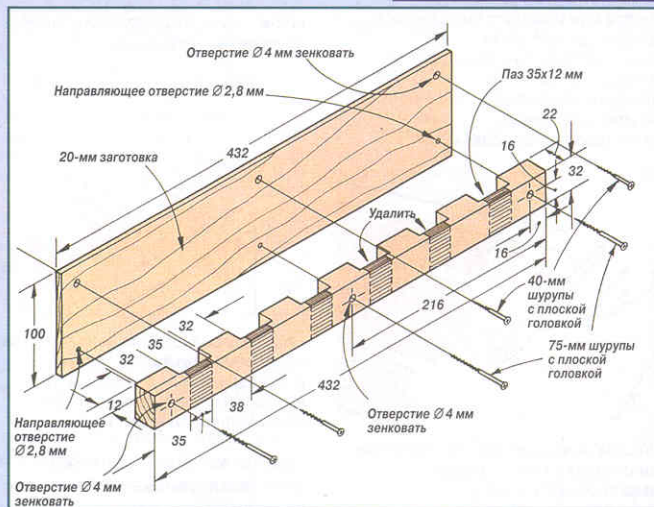 Отверстие Ø 4 мм зенковать
Направляющее отверстие Ø 2,8 мм
Паз 35х12 мм
22
432
16
32
20-мм заготовка
Удалить
16
216
40-мм
шурупы
с плоской
головкой
100
32
35
32
75-мм шурупы
с плоской
головкой
432
12
38
35
Направляющее
отверстие
Ø 2,8 мм
Отверстие Ø 4 мм
зенковать
Отверстие Ø 4 мм
зенковать